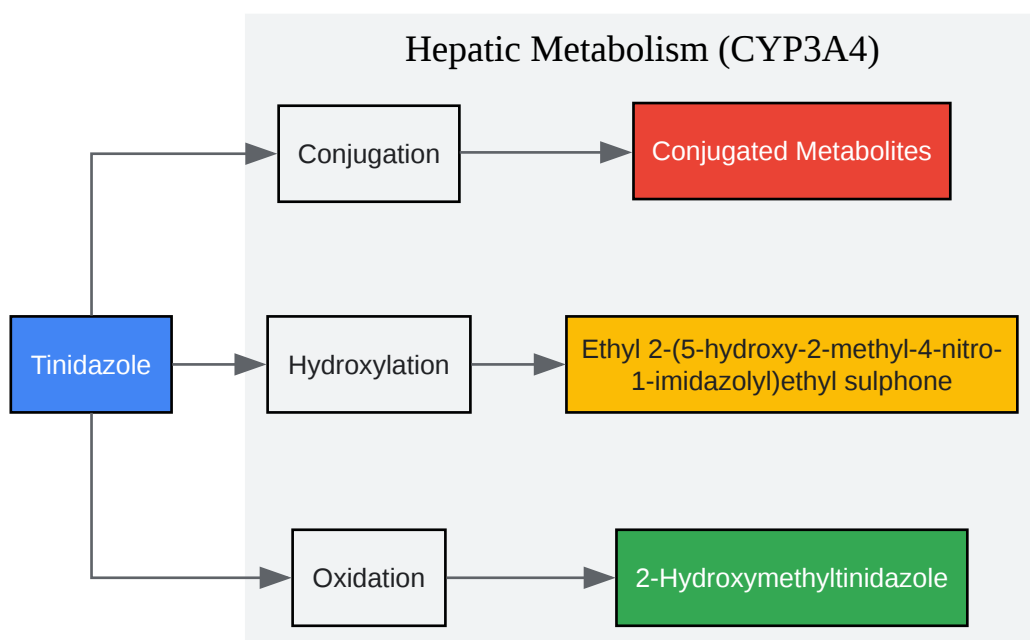 Hepatic Metabolism (CYP3A4)
Conjugation
Conjugated Metabolites
Tinidazole
Hydroxylation
Ethyl 2-(5-hydroxy-2-methyl-4-nitro-
1-imidazolyl)ethyl sulphone
Oxidation
2-Hydroxymethyltinidazole